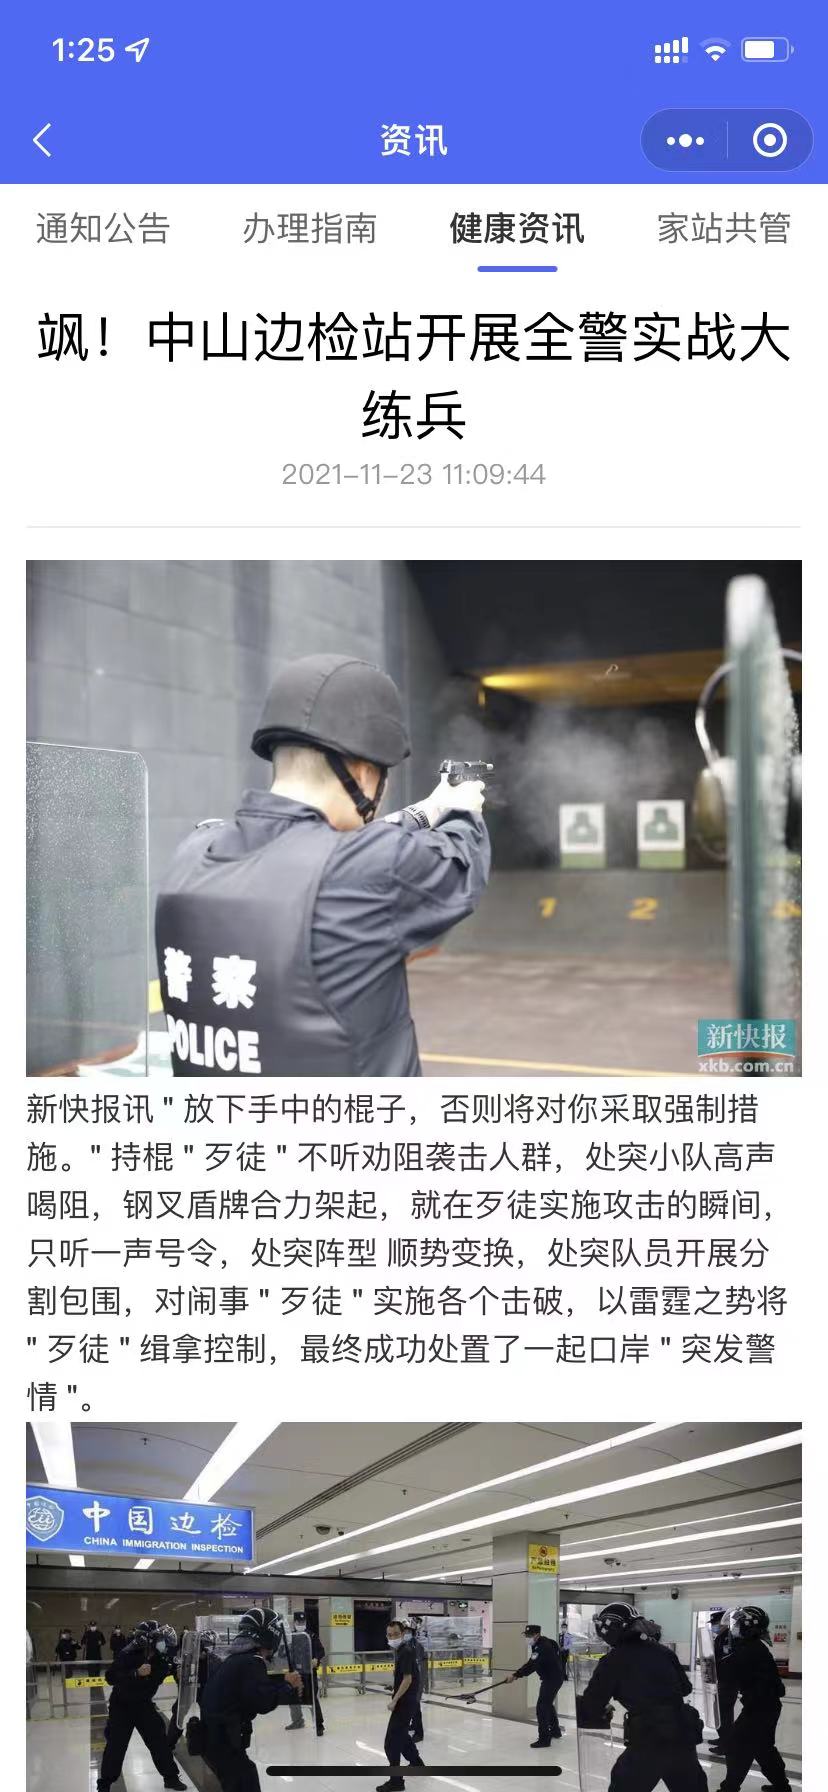 1:25
资讯
通知公告 办理指南 健康资讯 家站共管
飒！中山边检站开展全警实战大
练兵
2021-11-23 11:09:44
警察
POLICE
1 2
新快报
xkb.com.cn
新快报讯＂放下手中的棍子，否则将对你采取强制措
施。＂持棍＂歹徒＂不听劝阻袭击人群，处突小队高声
喝阻，钢叉盾牌合力架起，就在歹徒实施攻击的瞬间，
只听一声号令，处突阵型 顺势变换，处突队员开展分
割包围，对闹事＂歹徒＂实施各个击破，以雷霆之势将
＂歹徒＂缉拿控制，最终成功处置了一起口岸＂突发警
情＂。
中国边检
CHINA IMMIGRATION INSPECTION